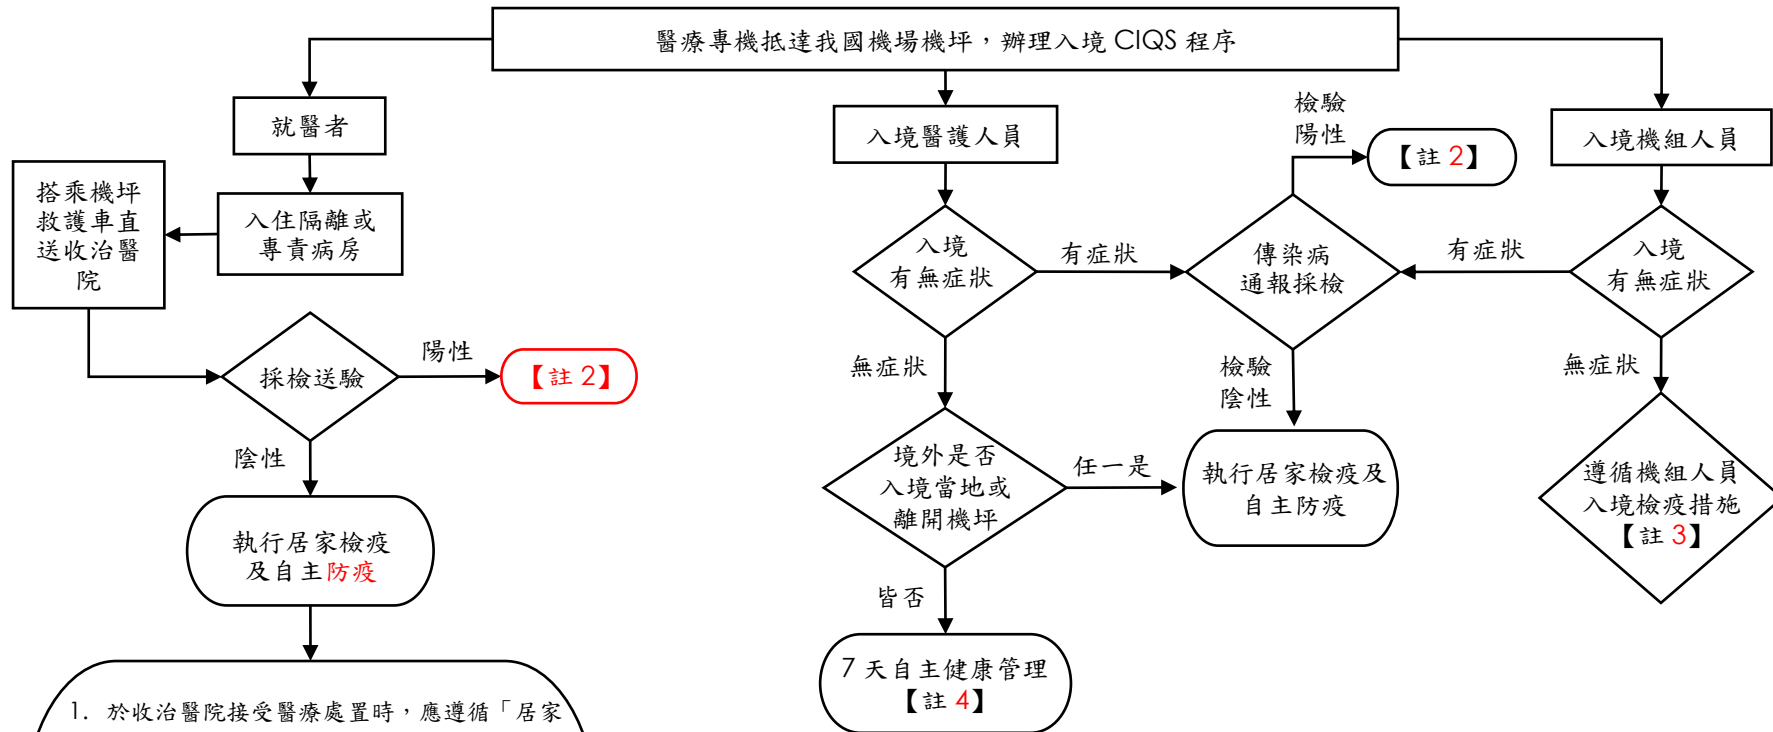 醫療專機抵達我國機場機坪，辦理入境 CIQS 程序
就醫者
入住隔離或
專責病房
搭乘機坪
救護車直
送收治醫
院
採檢送驗
陽性
【註 2】
陰性
執行居家檢疫
及自主防疫
1. 於收治醫院接受醫療處置時，應遵循「居家
入境醫護人員
入境
有無症狀
有症狀
無症狀
境外是否
入境當地或
離開機坪
任一是
皆否
7 天自主健康管理
【註 4】
傳染病
通報採檢
檢驗
陽性
【註 2】
檢驗
陰性
執行居家檢疫及
自主防疫
入境機組人員
入境
有無症狀
有症狀
無症狀
遵循機組人員
入境檢疫措施
【註 3】